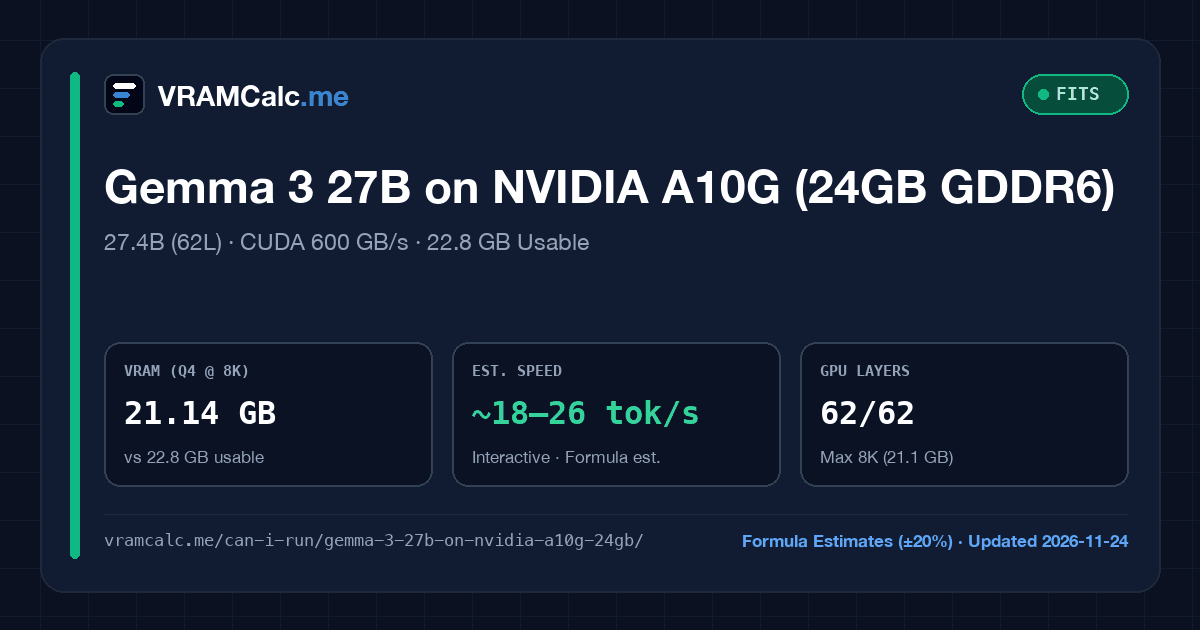 VRAMCalc.me
FITS
Gemma 3 27B on NVIDIA A10G (24GB GDDR6)
27.4B (62L) · CUDA 600 GB/s · 22.8 GB Usable
VRAM (Q4 @ 8K)
21.14 GB
vs 22.8 GB usable
EST. SPEED
~18–26 tok/s
Interactive · Formula est.
GPU LAYERS
62/62
Max 8K (21.1 GB)
vramcalc.me/can-i-run/gemma-3-27b-on-nvidia-a10g-24gb/
Formula Estimates (±20%) · Updated 2026-11-24